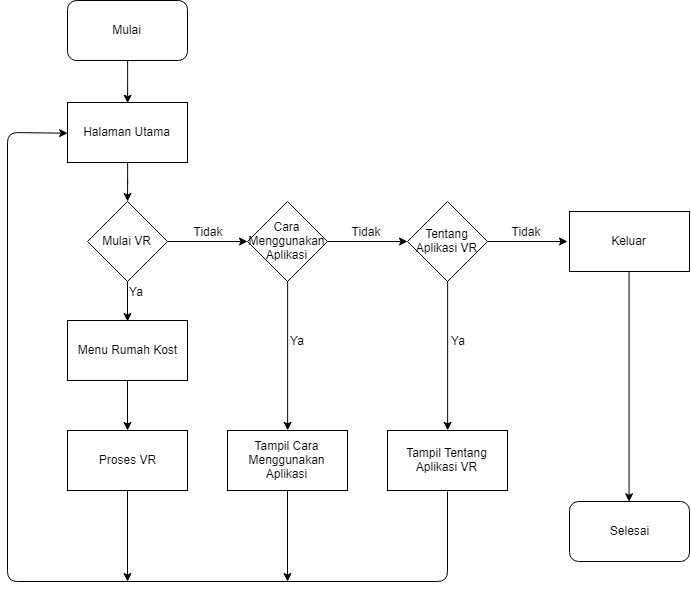 Mulai
Halaman Utama
Mulai VR
Tidak
Cara
Menggunakan
Aplikasi
Tidak
Tentang
Aplikasi VR
Tidak
Keluar
Ya
Menu Rumah Kost
Ya
Ya
Proses VR
Tampil Cara
Menggunakan
Aplikasi
Tampil Tentang
Aplikasi VR
Selesai